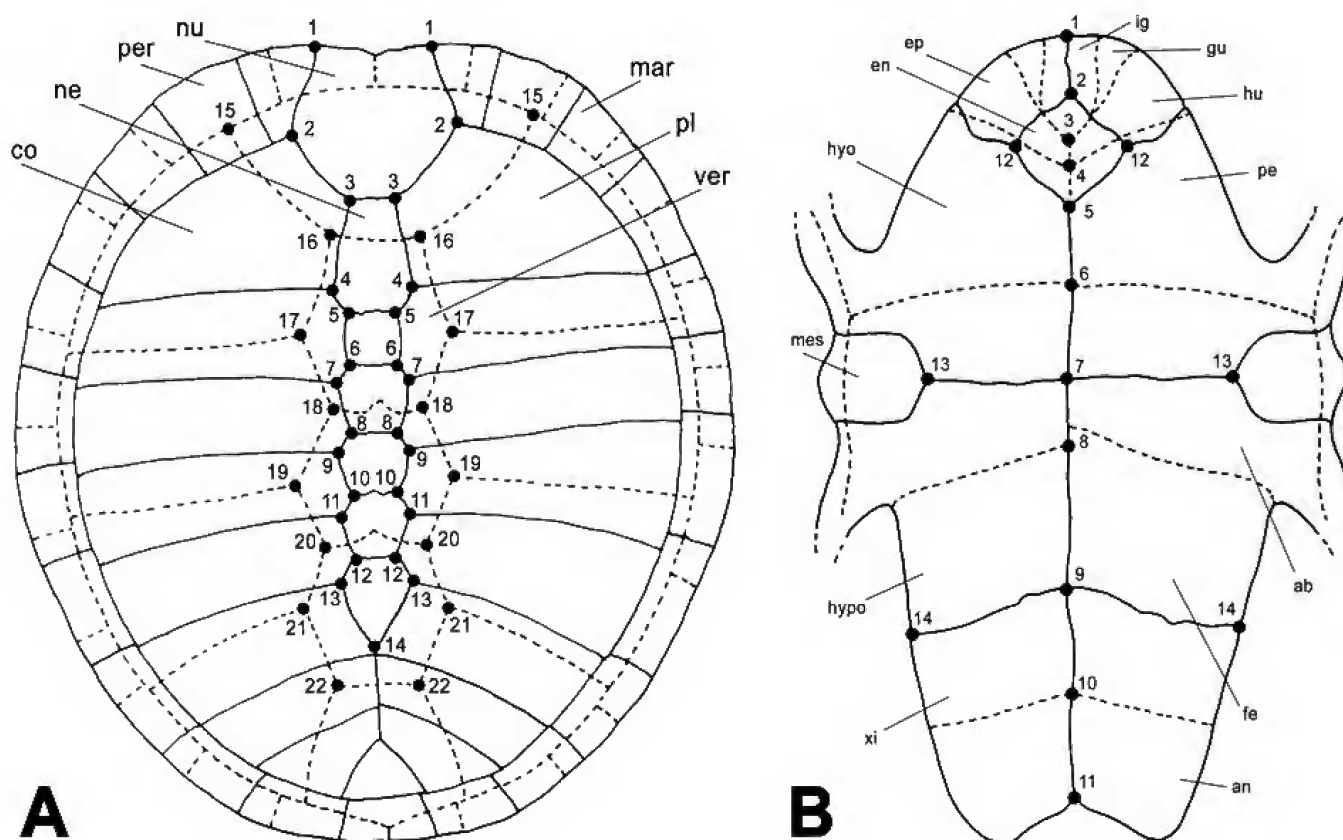 1 1 nu per mar ne 15 15 2 2 co pl 3 3 ver
16 16 4 4 5 5 17 17 6 6 7 7
18 18 8 8 9 9 19 19 10 10 11 11
20 20 12 12 13 13 21 21 14 22 22
A
1 ig ep gu en 2 hu 3 12 12 hyo 4 pe 5
6 mes 13 7 13 8
9 ab hypo 14 14 10 fe xi 11 an
B